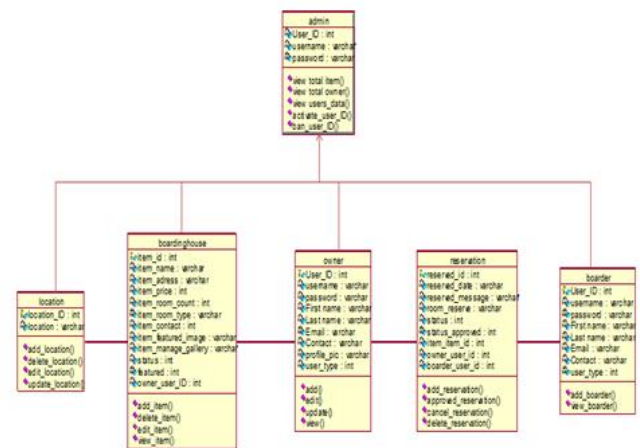 admin
User_ID : int
username : varchar
password : varchar
view total item()
view total owner()
view users_data()
activate_user_ID()
ban_user_ID()
location
location_ID : int
location : varchar
add_location()
delete_location()
edit_location()
update_location()
boardinghouse
item_id : int
item_name : varchar
item_adress : varchar
item_price : int
item_room_count : int
item_room_type : varchar
item_contact : int
item_featured_image : varchar
item_manage_gallery : varchar
status : int
featured : int
owner_user_ID : int
add_item()
delete_item()
edit_item()
view_item()
owner
User_ID : int
username : varchar
password : varchar
First name : varchar
Last name : varchar
Email : varchar
Contact : varchar
profile_pic : varchar
user_type : int
add()
edit()
update()
view()
reservation
reserved_id : int
reserved_date : varchar
reserved_message : varchar
room_reserve : varchar
status : int
status_approved : int
item_item_id : int
owner_user_id : int
boarder_user_id : int
add_reservation()
approved_reservation()
cancel_reservation()
delete_reservation()
boarder
User_ID : int
username : varchar
password : varchar
First name : varchar
Last name : varchar
Email : varchar
Contact : varchar
user_type : int
add_boarder()
view_boarder()